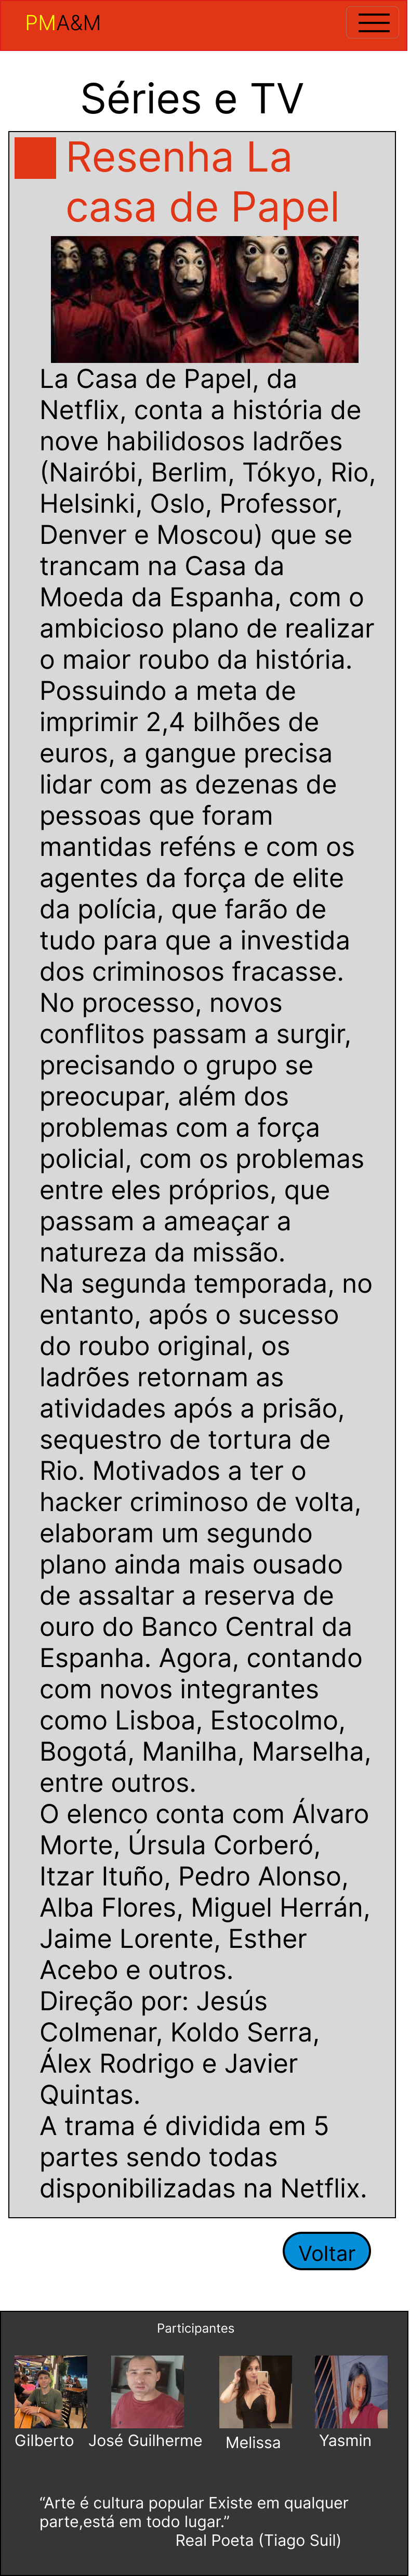 PMA&M
Séries e TV
Resenha La
casa de Papel
La Casa de Papel, da
Netflix, conta a história de
nove habilidosos ladrões
(Nairóbi, Berlim, Tókyo, Rio,
Helsinki, Oslo, Professor,
Denver e Moscou) que se
trancam na Casa da
Moeda da Espanha, com o
ambicioso plano de realizar
o maior roubo da história.
Possuindo a meta de
imprimir 2,4 bilhões de
euros, a gangue precisa
lidar com as dezenas de
pessoas que foram
mantidas reféns e com os
agentes da força de elite
da polícia, que farão de
tudo para que a investida
dos criminosos fracasse.
No processo, novos
conflitos passam a surgir,
precisando o grupo se
preocupar, além dos
problemas com a força
policial, com os problemas
entre eles próprios, que
passam a ameaçar a
natureza da missão.
Na segunda temporada, no
entanto, após o sucesso
do roubo original, os
ladrões retornam as
atividades após a prisão,
sequestro de tortura de
Rio. Motivados a ter o
hacker criminoso de volta,
elaboram um segundo
plano ainda mais ousado
de assaltar a reserva de
ouro do Banco Central da
Espanha. Agora, contando
com novos integrantes
como Lisboa, Estocolmo,
Bogotá, Manilha, Marselha,
entre outros.
O elenco conta com Álvaro
Morte, Úrsula Corberó,
Itzar Ituño, Pedro Alonso,
Alba Flores, Miguel Herrán,
Jaime Lorente, Esther
Acebo e outros.
Direção por: Jesús
Colmenar, Koldo Serra,
Álex Rodrigo e Javier
Quintas.
A trama é dividida em 5
partes sendo todas
disponibilizadas na Netflix.
Voltar
Participantes
Gilberto José Guilherme Melissa Yasmin
“Arte é cultura popular Existe em qualquer
parte,está em todo lugar.”
Real Poeta (Tiago Suil)